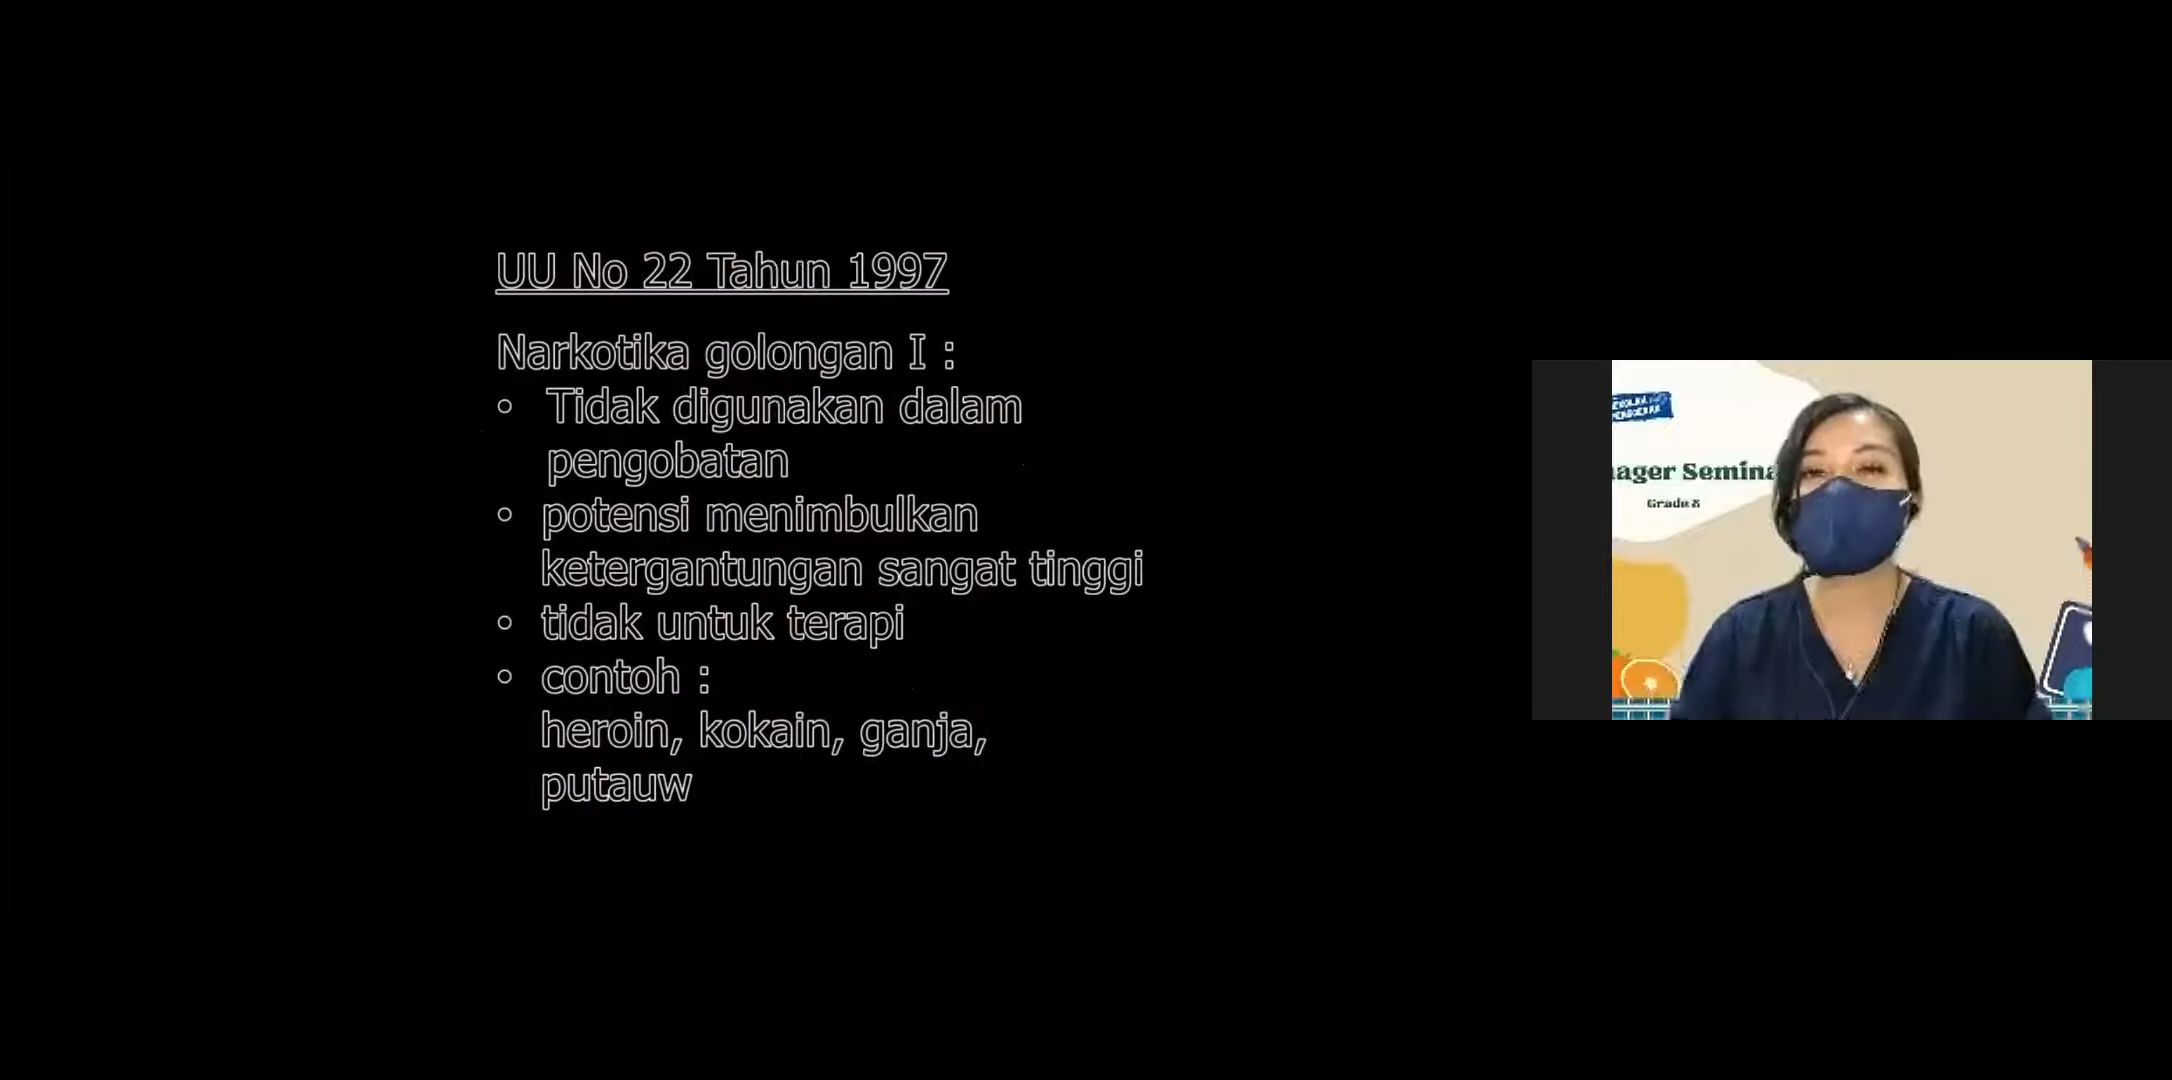 UU No 22 Tahun 1997
Narkotika golongan I :
• Tidak digunakan dalam
pengobatan
• potensi menimbulkan
ketergantungan sangat tinggi
• tidak untuk terapi
• contoh :
heroin, kokain, ganja,
putauw
Semina
Grade 8